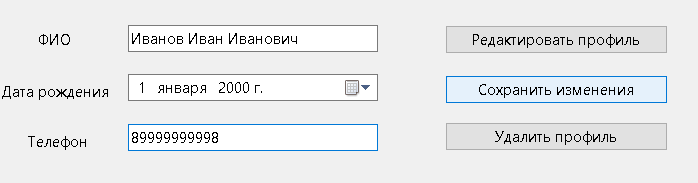 ФИО Иванов Иван Иванович Редактировать профиль
Дата рождения 1 января 2000 г. Сохранить изменения
Телефон 89999999998 Удалить профиль